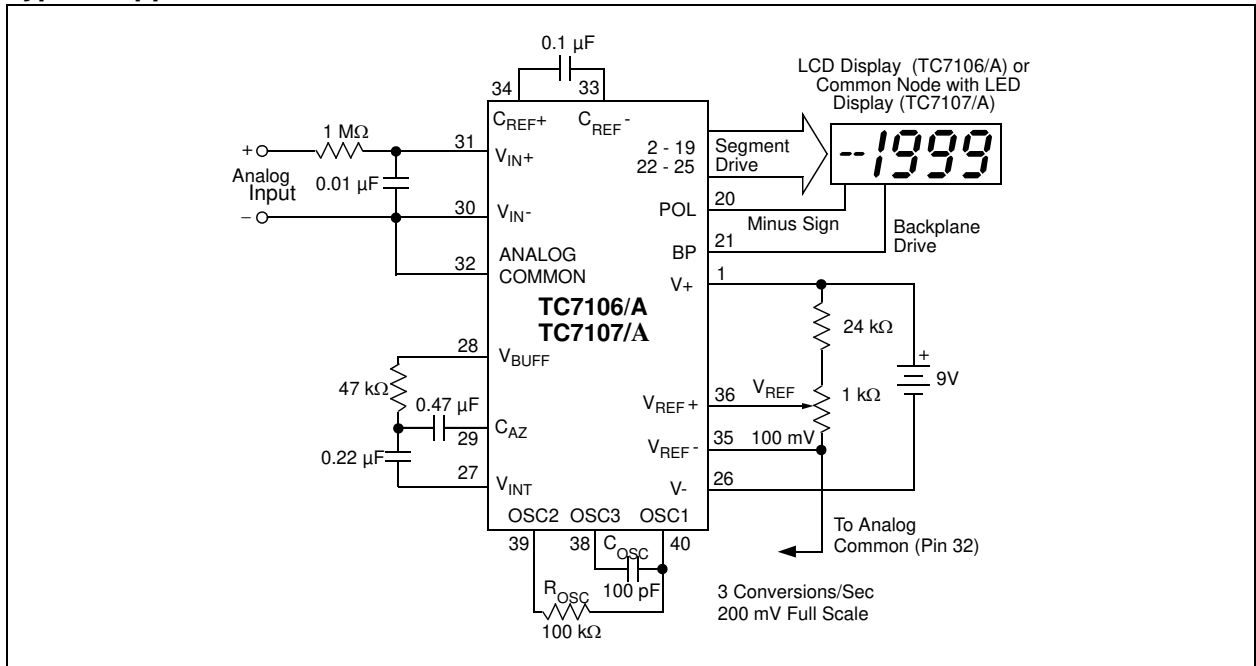 0.1 µF
34
33
LCD Display (TC7106/A) or
Common Node with LED
Display (TC7107/A)
C_REF+
C_REF-
1 MΩ
31
+
V_IN+
2 - 19
22 - 25
Segment
Drive
-1999
Analog
Input
0.01 µF
–
30
V_IN-
POL
20
Minus Sign
Backplane
Drive
32
ANALOG
COMMON
BP
21
V+
1
TC7106/A
TC7107/A
24 kΩ
28
V_BUFF
+
9V
47 kΩ
0.47 µF
V_REF+
36
V_REF
1 kΩ
29
C_AZ
V_REF-
35
100 mV
0.22 µF
27
V_INT
V-
26
OSC2
OSC3
OSC1
39
38
C_OSC
40
To Analog
Common (Pin 32)
R_OSC
100 pF
100 kΩ
3 Conversions/Sec
200 mV Full Scale